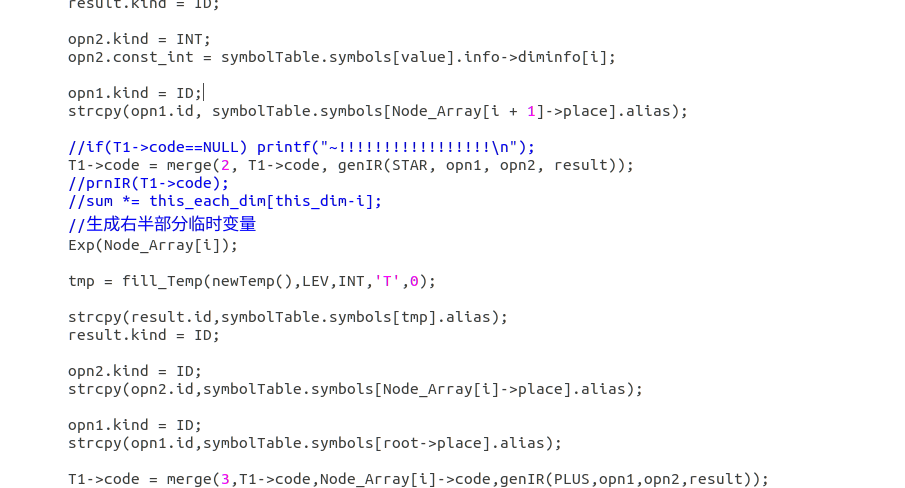 result.kind = ID;
opn2.kind = INT;
opn2.const_int = symbolTable.symbols[value].info->diminfo[i];
opn1.kind = ID;
strcpy(opn1.id, symbolTable.symbols[Node_Array[i + 1]->place].alias);
//if(T1->code==NULL) printf("~!!!!!!!!!!!!!!!!!\n");
T1->code = merge(2, T1->code, genIR(STAR, opn1, opn2, result));
//prnIR(T1->code);
//sum *= this_each_dim[this_dim-i];
//生成右半部分临时变量
Exp(Node_Array[i]);
tmp = fill_Temp(newTemp(),LEV,INT,'T',0);
strcpy(result.id,symbolTable.symbols[tmp].alias);
result.kind = ID;
opn2.kind = ID;
strcpy(opn2.id,symbolTable.symbols[Node_Array[i]->place].alias);
opn1.kind = ID;
strcpy(opn1.id,symbolTable.symbols[root->place].alias);
T1->code = merge(3,T1->code,Node_Array[i]->code,genIR(PLUS,opn1,opn2,result));